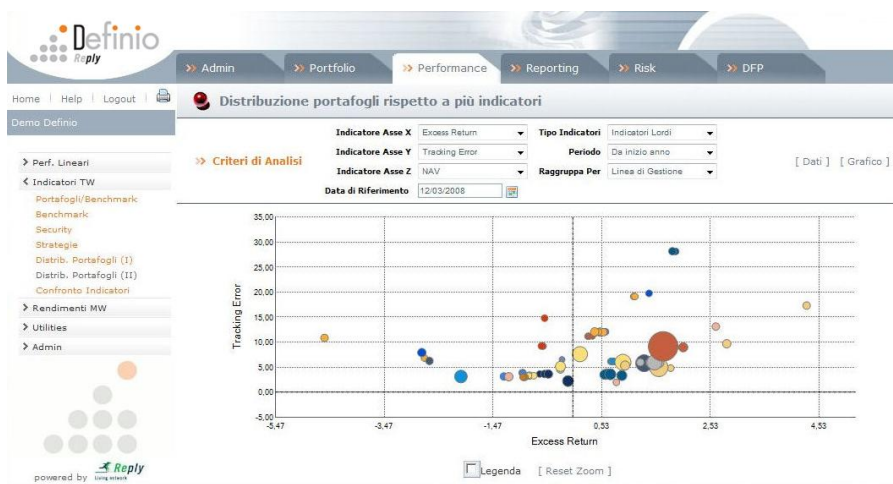 Definio
Reply
>> Admin >> Portfolio >> Performance >> Reporting >> Risk >> DFP
Home | Help | Logout |
Demo Definio
Distribuzione portafogli rispetto a più indicatori
>> Criteri di Analisi
Indicatore Asse X Excess Return Tipo Indicatori Indicatori Lordi
Indicatore Asse Y Tracking Error Periodo Da inizio anno
Indicatore Asse Z NAV Raggruppa Per Linea di Gestione
Data di Riferimento 12/03/2008
[ Dati ] [ Grafico ]
Perf. Lineari
Indicatori TW
Portafogli/Benchmark
Benchmark
Security
Strategie
Distrib. Portafogli (I)
Distrib. Portafogli (II)
Confronto Indicatori
Rendimenti MW
Utilities
Admin
powered by Reply
Living network
Tracking Error
35,00
30,00
25,00
20,00
15,00
10,00
5,00
0,00
-5,00
-5,47 -3,47 -1,47 0,53 2,53 4,53
Excess Return
Legenda [ Reset Zoom ]